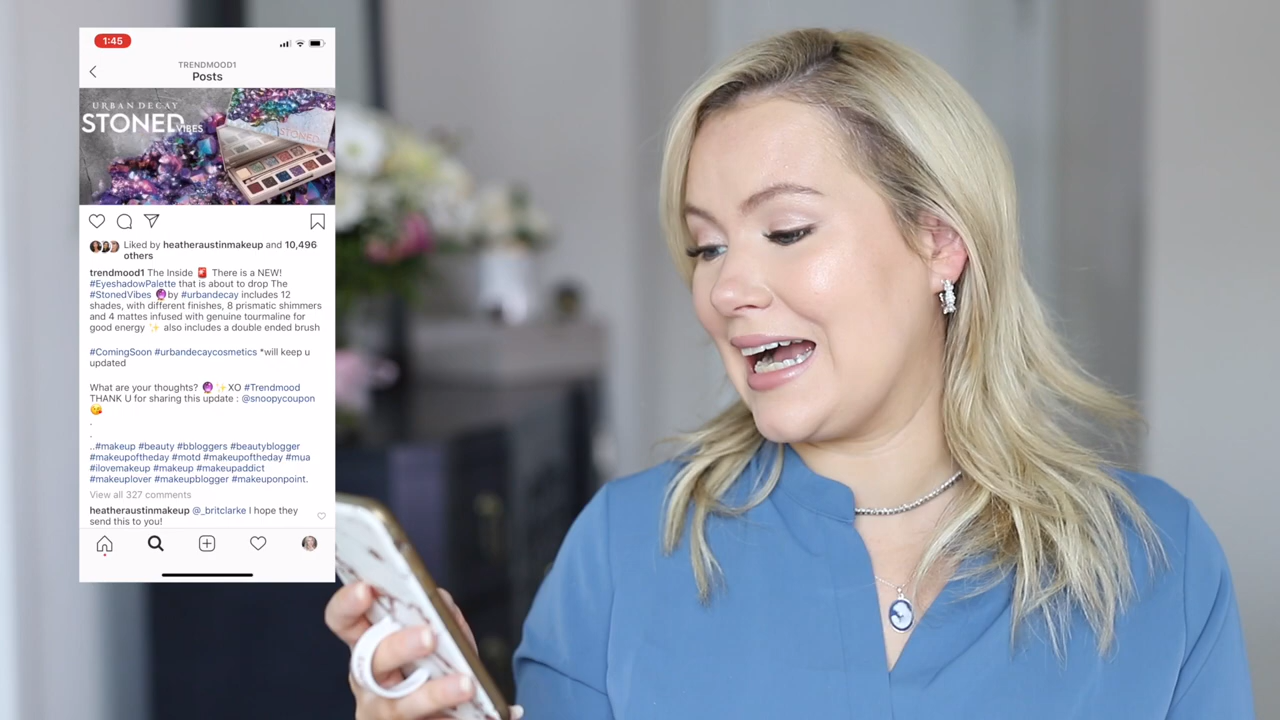 1:45
TRENDMOOD1
Posts
URBAN DECAY
STONED VIBES
STONED
Liked by heatheraustinmakeup and 10,496
others
trendmood1 The Inside 🚨 There is a NEW!
#EyeshadowPalette that is about to drop The
#StonedVibes 🔮by #urbandecay includes 12
shades, with different finishes, 8 prismatic shimmers
and 4 mattes infused with genuine tourmaline for
good energy ✨ also includes a double ended brush
#ComingSoon #urbandecaycosmetics *will keep u
updated
What are your thoughts? 🔮✨XO #Trendmood
THANK U for sharing this update : @snoopycoupon
😘
.
.
..#makeup #beauty #bbloggers #beautyblogger
#makeupoftheday #motd #makeupoftheday #mua
#ilovemakeup #makeup #makeupaddict
#makeuplover #makeupblogger #makeuponpoint.
View all 327 comments
heatheraustinmakeup @_britclarke I hope they
send this to you!